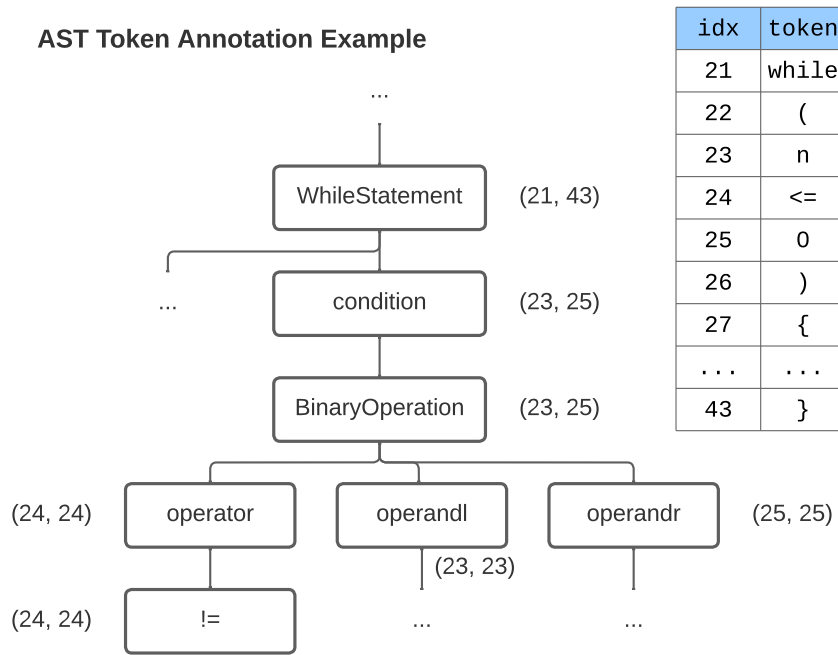 AST Token Annotation Example
idx token
21 while
22 (
23 n
24 <=
25 0
26 )
27 {
... ...
43 }
...
WhileStatement (21, 43)
... condition (23, 25)
BinaryOperation (23, 25)
(24, 24) operator operandl operandr (25, 25)
(23, 23)
(24, 24) != ... ...